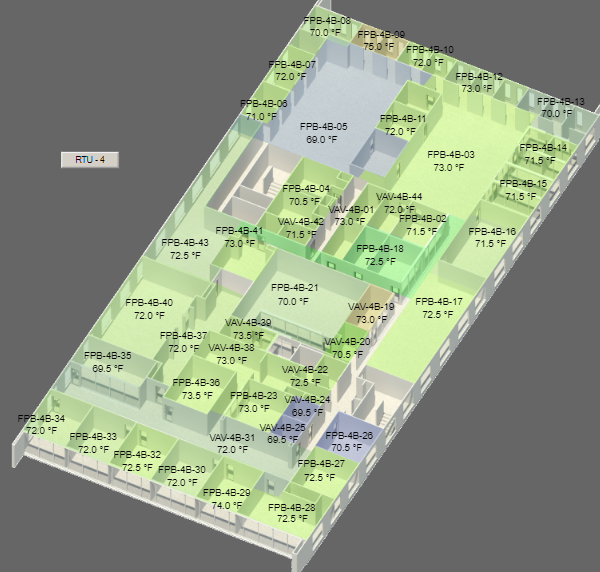 FPB-4B-08
70.0 °F
FPB-4B-09
75.0 °F
FPB-4B-10
72.0 °F
FPB-4B-07
72.0 °F
FPB-4B-12
73.0 °F
FPB-4B-06
71.0 °F
FPB-4B-13
70.0 °F
FPB-4B-11
72.0 °F
FPB-4B-05
69.0 °F
FPB-4B-14
71.5 °F
FPB-4B-03
73.0 °F
RTU - 4
FPB-4B-15
71.5 °F
FPB-4B-04
70.5 °F
VAV-4B-44
72.0 °F
VAV-4B-01
73.0 °F
FPB-4B-02
71.5 °F
VAV-4B-42
71.5 °F
FPB-4B-16
71.5 °F
FPB-4B-41
73.0 °F
FPB-4B-43
72.5 °F
FPB-4B-18
72.5 °F
FPB-4B-21
70.0 °F
FPB-4B-40
72.0 °F
FPB-4B-17
72.5 °F
VAV-4B-19
73.0 °F
VAV-4B-39
73.5 °F
FPB-4B-37
72.0 °F
VAV-4B-20
70.5 °F
VAV-4B-38
73.0 °F
FPB-4B-35
69.5 °F
VAV-4B-22
72.5 °F
FPB-4B-36
73.5 °F
FPB-4B-23
73.0 °F
VAV-4B-24
69.5 °F
FPB-4B-34
72.0 °F
VAV-4B-25
69.5 °F
FPB-4B-33
72.0 °F
VAV-4B-31
72.0 °F
FPB-4B-26
70.5 °F
FPB-4B-32
72.5 °F
FPB-4B-30
72.0 °F
FPB-4B-27
72.5 °F
FPB-4B-29
74.0 °F
FPB-4B-28
72.5 °F